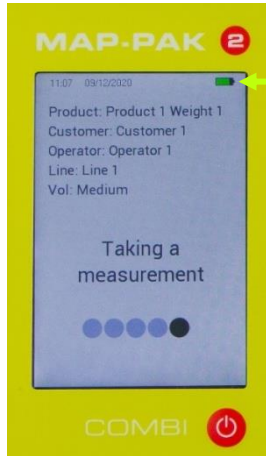 MAP-PAK 2
11:07 09/12/2020
Product: Product 1 Weight 1
Customer: Customer 1
Operator: Operator 1
Line: Line 1
Vol: Medium
Taking a
measurement
COMBI